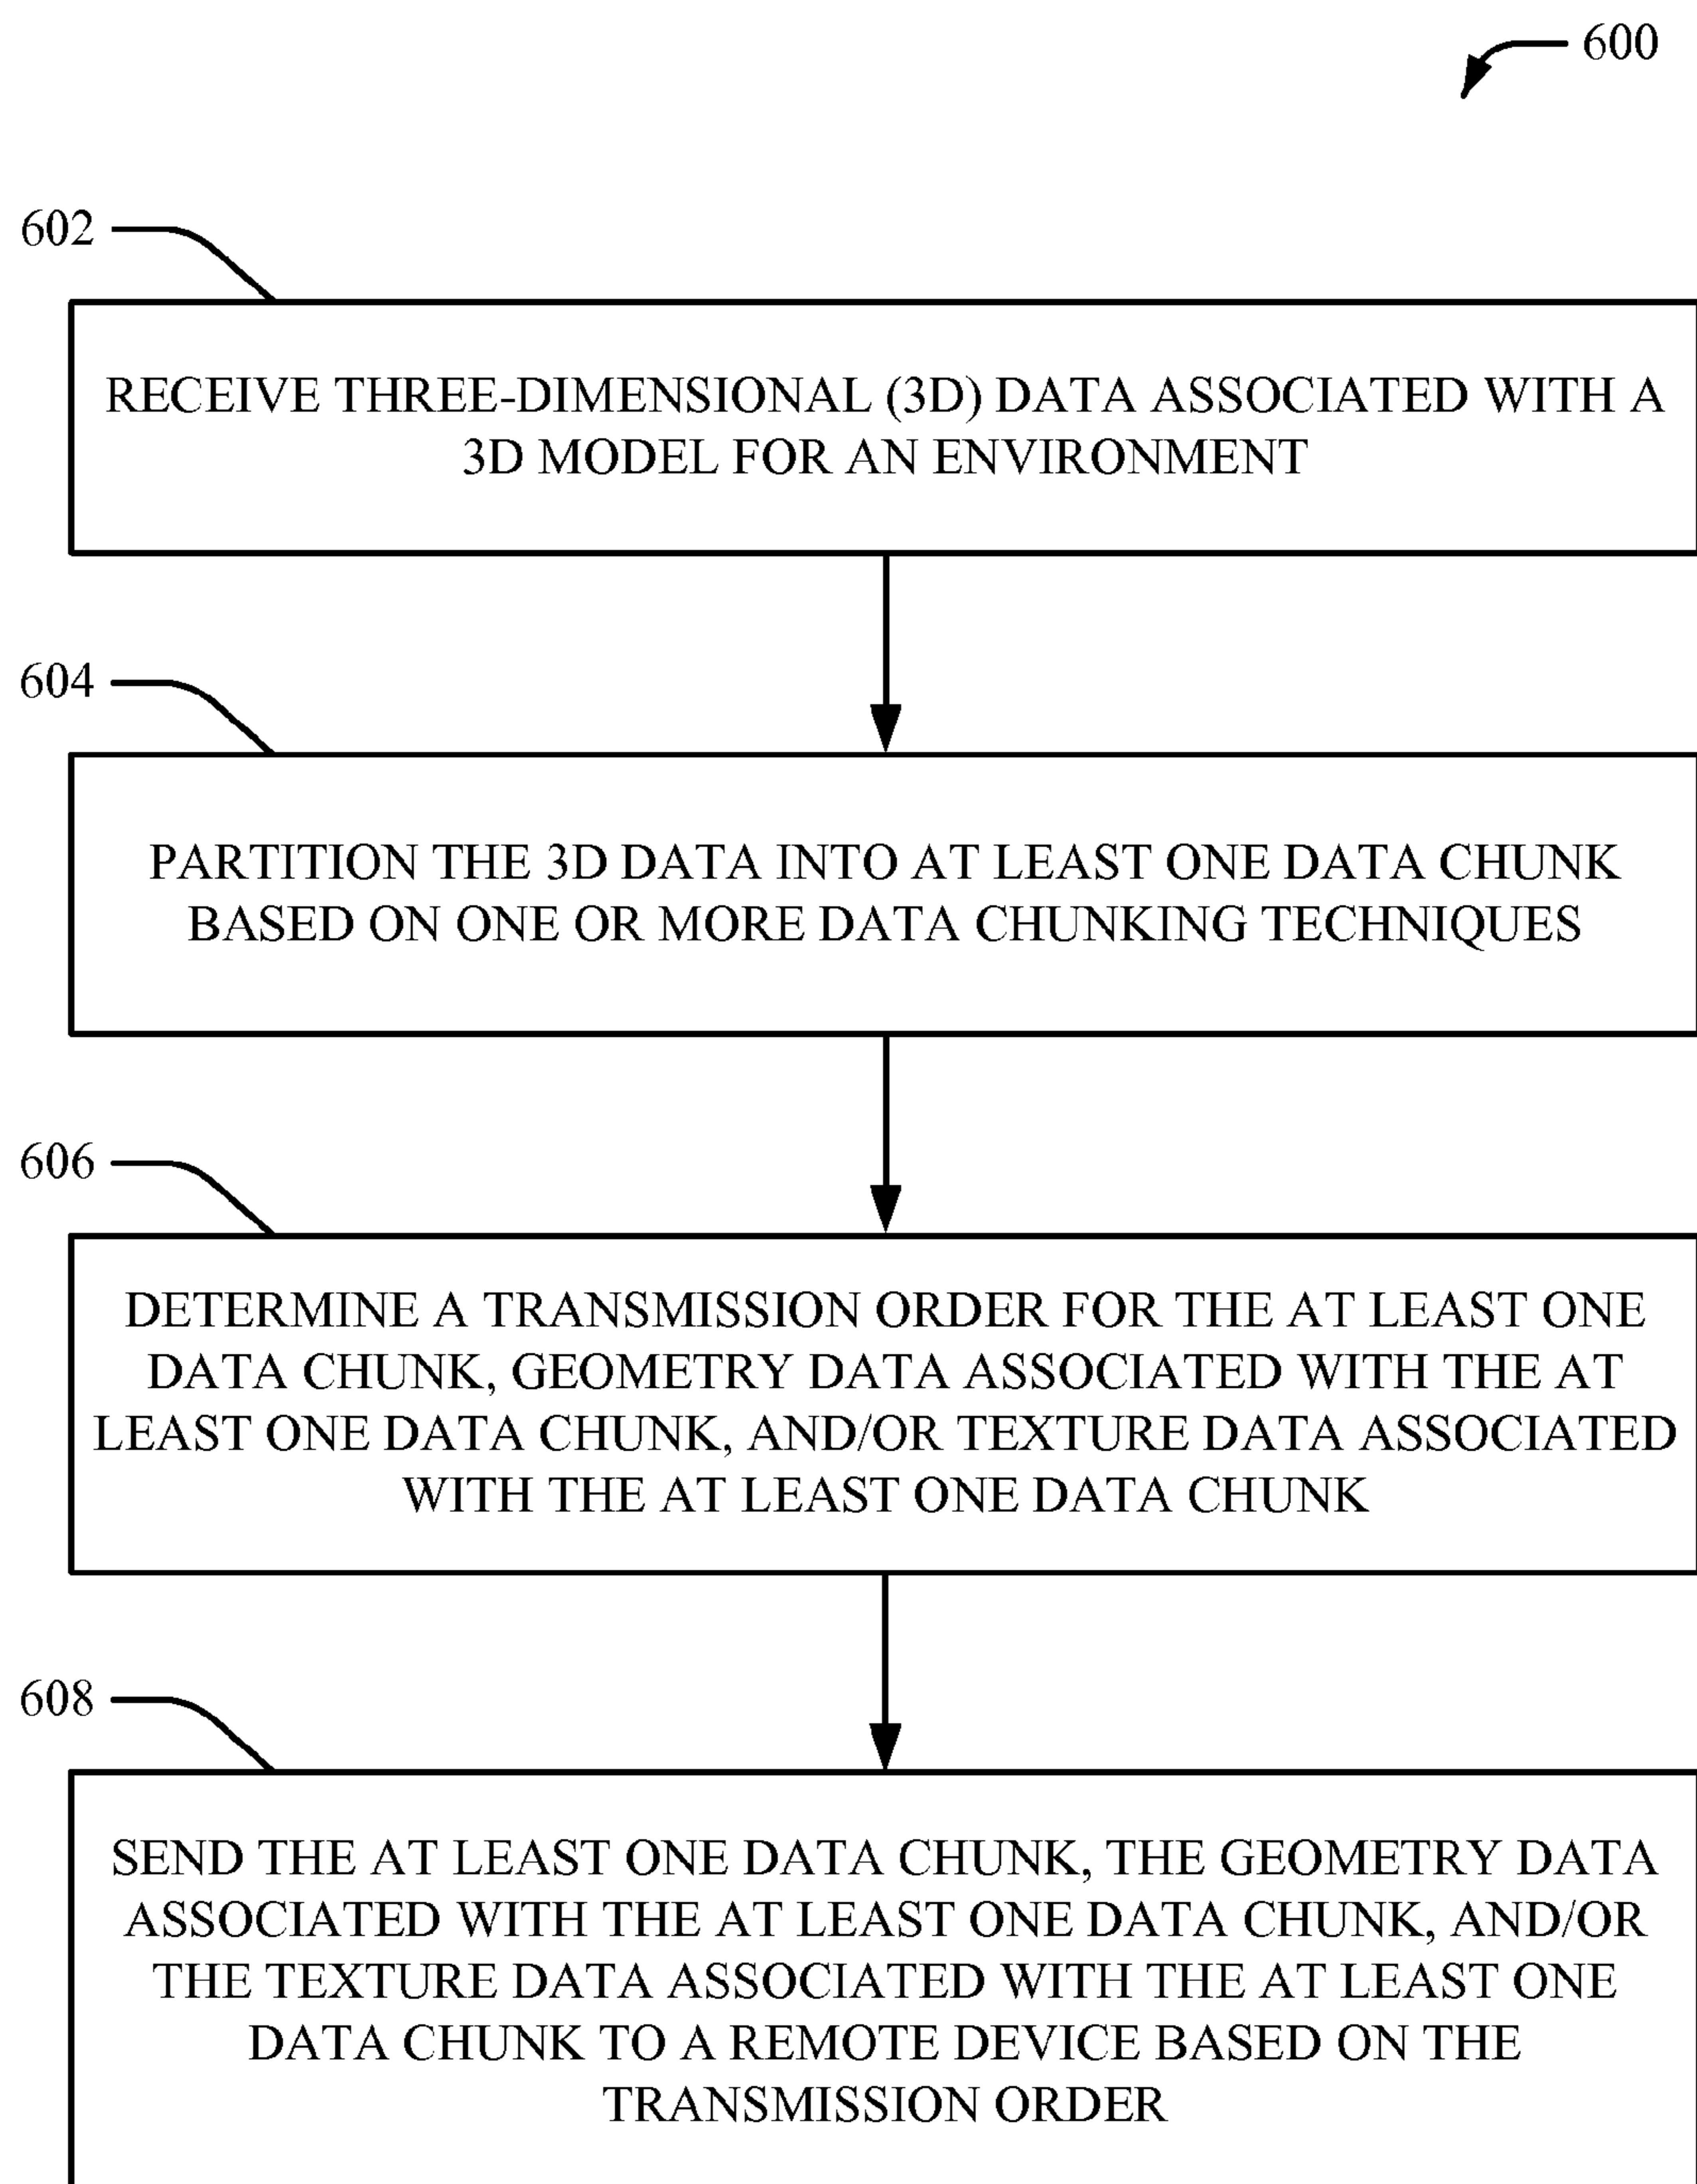 600
602
RECEIVE THREE-DIMENSIONAL (3D) DATA ASSOCIATED WITH A
3D MODEL FOR AN ENVIRONMENT
604
PARTITION THE 3D DATA INTO AT LEAST ONE DATA CHUNK
BASED ON ONE OR MORE DATA CHUNKING TECHNIQUES
606
DETERMINE A TRANSMISSION ORDER FOR THE AT LEAST ONE
DATA CHUNK, GEOMETRY DATA ASSOCIATED WITH THE AT
LEAST ONE DATA CHUNK, AND/OR TEXTURE DATA ASSOCIATED
WITH THE AT LEAST ONE DATA CHUNK
608
SEND THE AT LEAST ONE DATA CHUNK, THE GEOMETRY DATA
ASSOCIATED WITH THE AT LEAST ONE DATA CHUNK, AND/OR
THE TEXTURE DATA ASSOCIATED WITH THE AT LEAST ONE
DATA CHUNK TO A REMOTE DEVICE BASED ON THE
TRANSMISSION ORDER